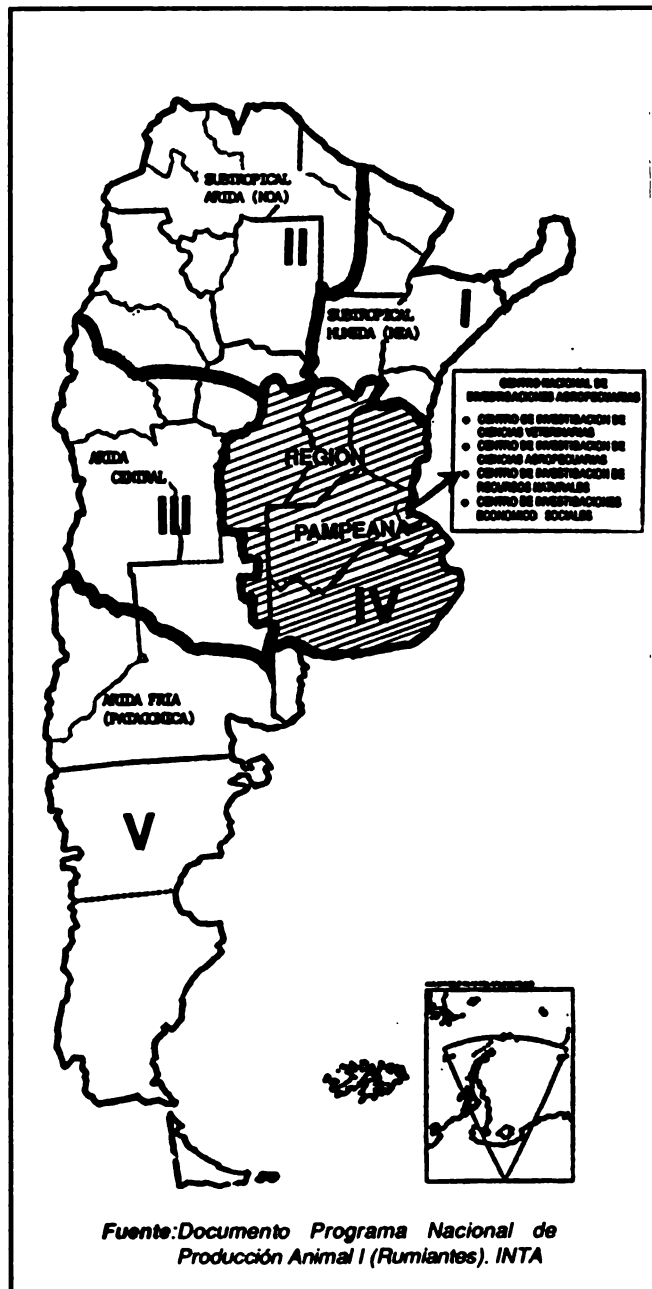 SUBTROPICAL
ARIDA (NOA)
II
SUBTROPICAL
HUMEDA (NEA)
I
CENTRO NACIONAL DE
INVESTIGACIONES AGROPECUARIAS
• CENTRO DE INVESTIGACION DE
CIENCIAS VETERINARIAS
• CENTRO DE INVESTIGACION DE
CIENCIAS AGROPECUARIAS
• CENTRO DE INVESTIGACION DE
RECURSOS NATURALES
• CENTRO DE INVESTIGACIONES
ECONOMICO SOCIALES
REGION
ARIDA
CENTRAL
III
PAMPEANA
IV
ARIDA FRIA
(PATAGONICA)
V
Fuente:Documento Programa Nacional de
Producción Animal I (Rumiantes). INTA